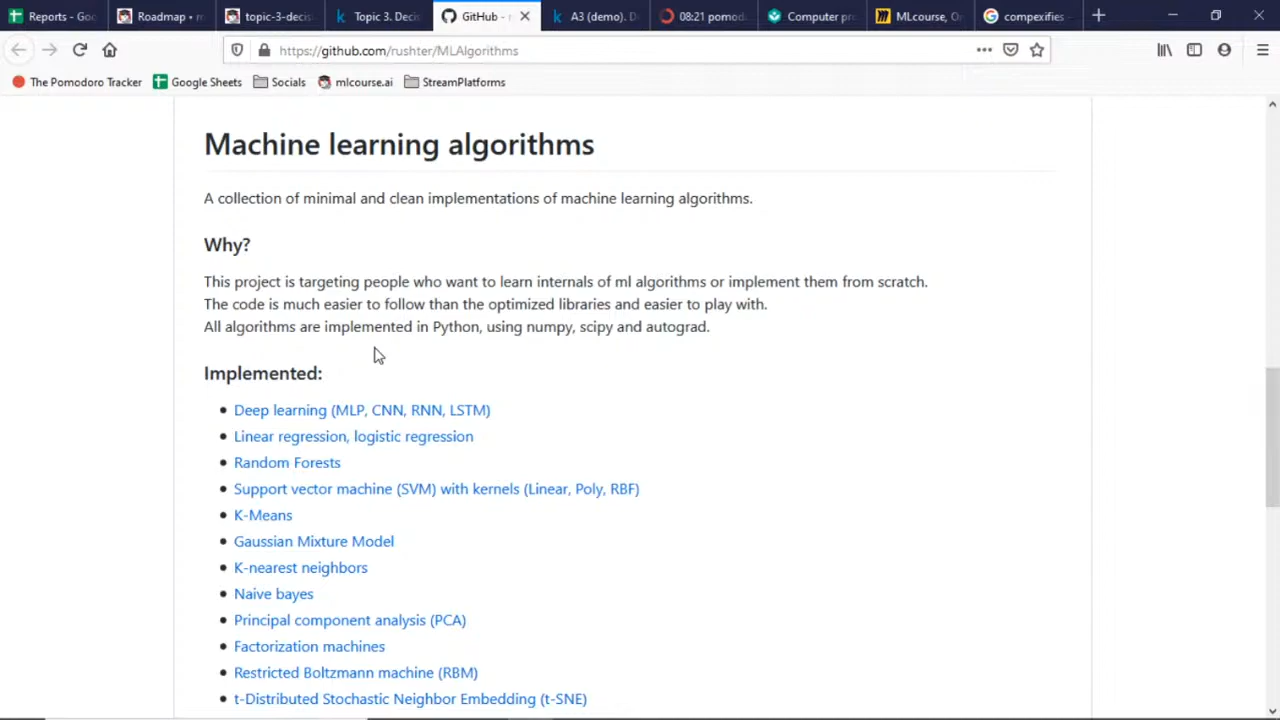 Reports - Goo
Roadmap • m
topic-3-decis
Topic 3. Decis
GitHub - r
A3 (demo). D
08:21 pomod
Computer pr
MLcourse, O
compexifies -
https://github.com/rushter/MLAlgorithms
The Pomodoro Tracker
Google Sheets
Socials
mlcourse.ai
StreamPlatforms
Machine learning algorithms
A collection of minimal and clean implementations of machine learning algorithms.
Why?
This project is targeting people who want to learn internals of ml algorithms or implement them from scratch.
The code is much easier to follow than the optimized libraries and easier to play with.
All algorithms are implemented in Python, using numpy, scipy and autograd.
Implemented:
Deep learning (MLP, CNN, RNN, LSTM)
Linear regression, logistic regression
Random Forests
Support vector machine (SVM) with kernels (Linear, Poly, RBF)
K-Means
Gaussian Mixture Model
K-nearest neighbors
Naive bayes
Principal component analysis (PCA)
Factorization machines
Restricted Boltzmann machine (RBM)
t-Distributed Stochastic Neighbor Embedding (t-SNE)